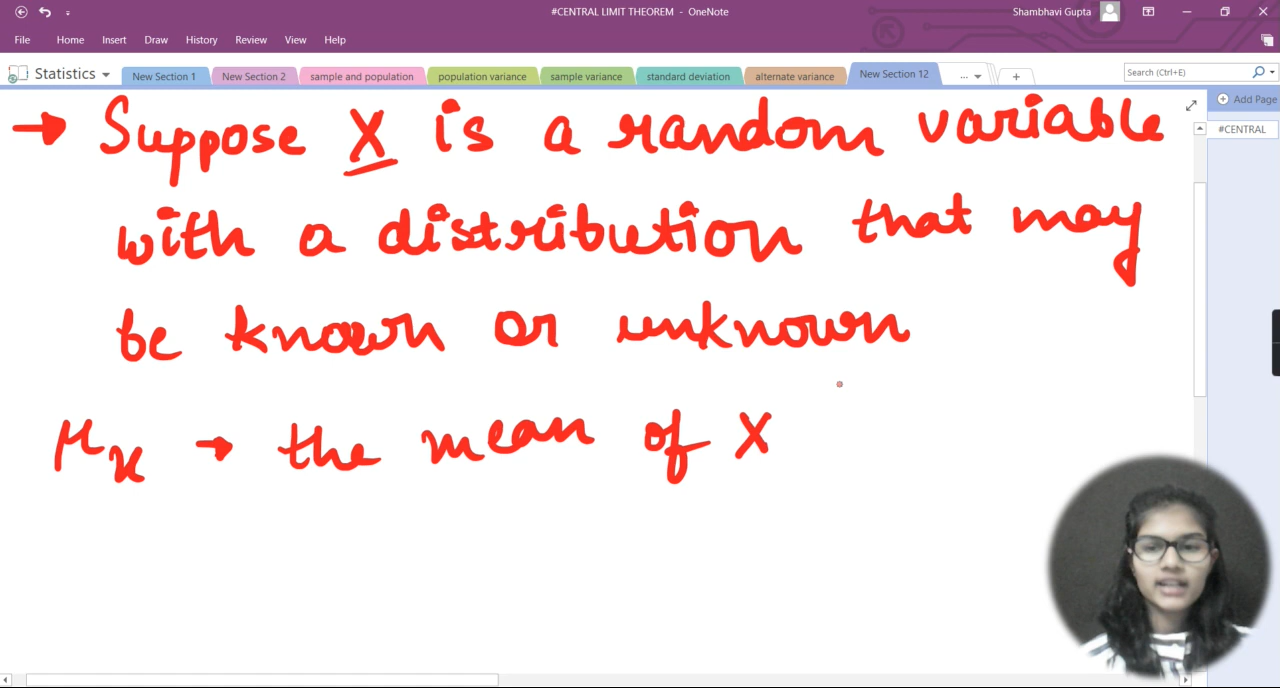 #CENTRAL LIMIT THEOREM - OneNote
Shambhavi Gupta
File Home Insert Draw History Review View Help
Statistics
New Section 1 New Section 2 sample and population population variance sample variance standard deviation alternate variance New Section 12 ... +
Search (Ctrl+E)
Add Page
#CENTRAL
→ Suppose X is a random variable
with a distribution that may
be known or unknown
μx → the mean of X